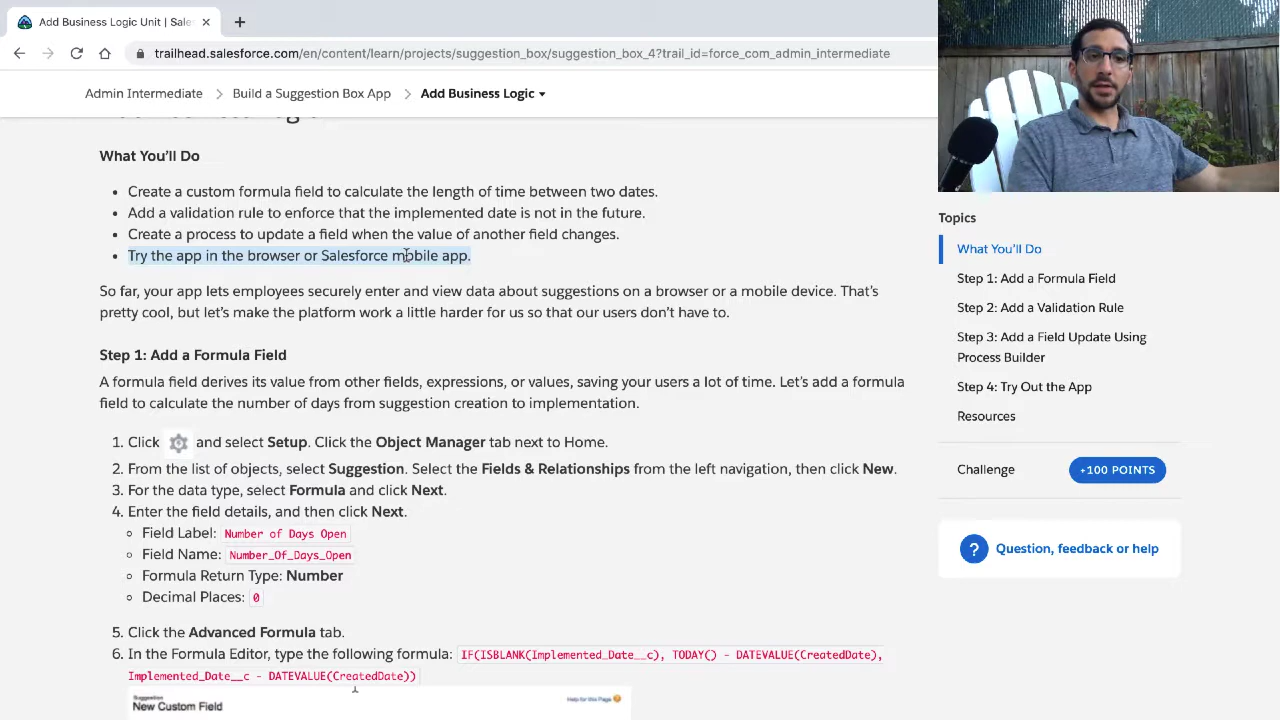 Add Business Logic Unit | Sales
trailhead.salesforce.com/en/content/learn/projects/suggestion_box/suggestion_box_4?trail_id=force_com_admin_intermediate
Admin Intermediate > Build a Suggestion Box App > Add Business Logic
What You'll Do
• Create a custom formula field to calculate the length of time between two dates.
• Add a validation rule to enforce that the implemented date is not in the future.
• Create a process to update a field when the value of another field changes.
• Try the app in the browser or Salesforce mobile app.
So far, your app lets employees securely enter and view data about suggestions on a browser or a mobile device. That's
pretty cool, but let's make the platform work a little harder for us so that our users don't have to.
Step 1: Add a Formula Field
A formula field derives its value from other fields, expressions, or values, saving your users a lot of time. Let's add a formula
field to calculate the number of days from suggestion creation to implementation.
1. Click and select Setup. Click the Object Manager tab next to Home.
2. From the list of objects, select Suggestion. Select the Fields & Relationships from the left navigation, then click New.
3. For the data type, select Formula and click Next.
4. Enter the field details, and then click Next.
Field Label: Number of Days Open
Field Name: Number_Of_Days_Open
Formula Return Type: Number
Decimal Places: 0
5. Click the Advanced Formula tab.
6. In the Formula Editor, type the following formula: IF(ISBLANK(Implemented_Date__c), TODAY() - DATEVALUE(CreatedDate),
Implemented_Date__c - DATEVALUE(CreatedDate))
Suggestion
New Custom Field
Help for this Page
Topics
What You'll Do
Step 1: Add a Formula Field
Step 2: Add a Validation Rule
Step 3: Add a Field Update Using
Process Builder
Step 4: Try Out the App
Resources
Challenge
+100 POINTS
? Question, feedback or help